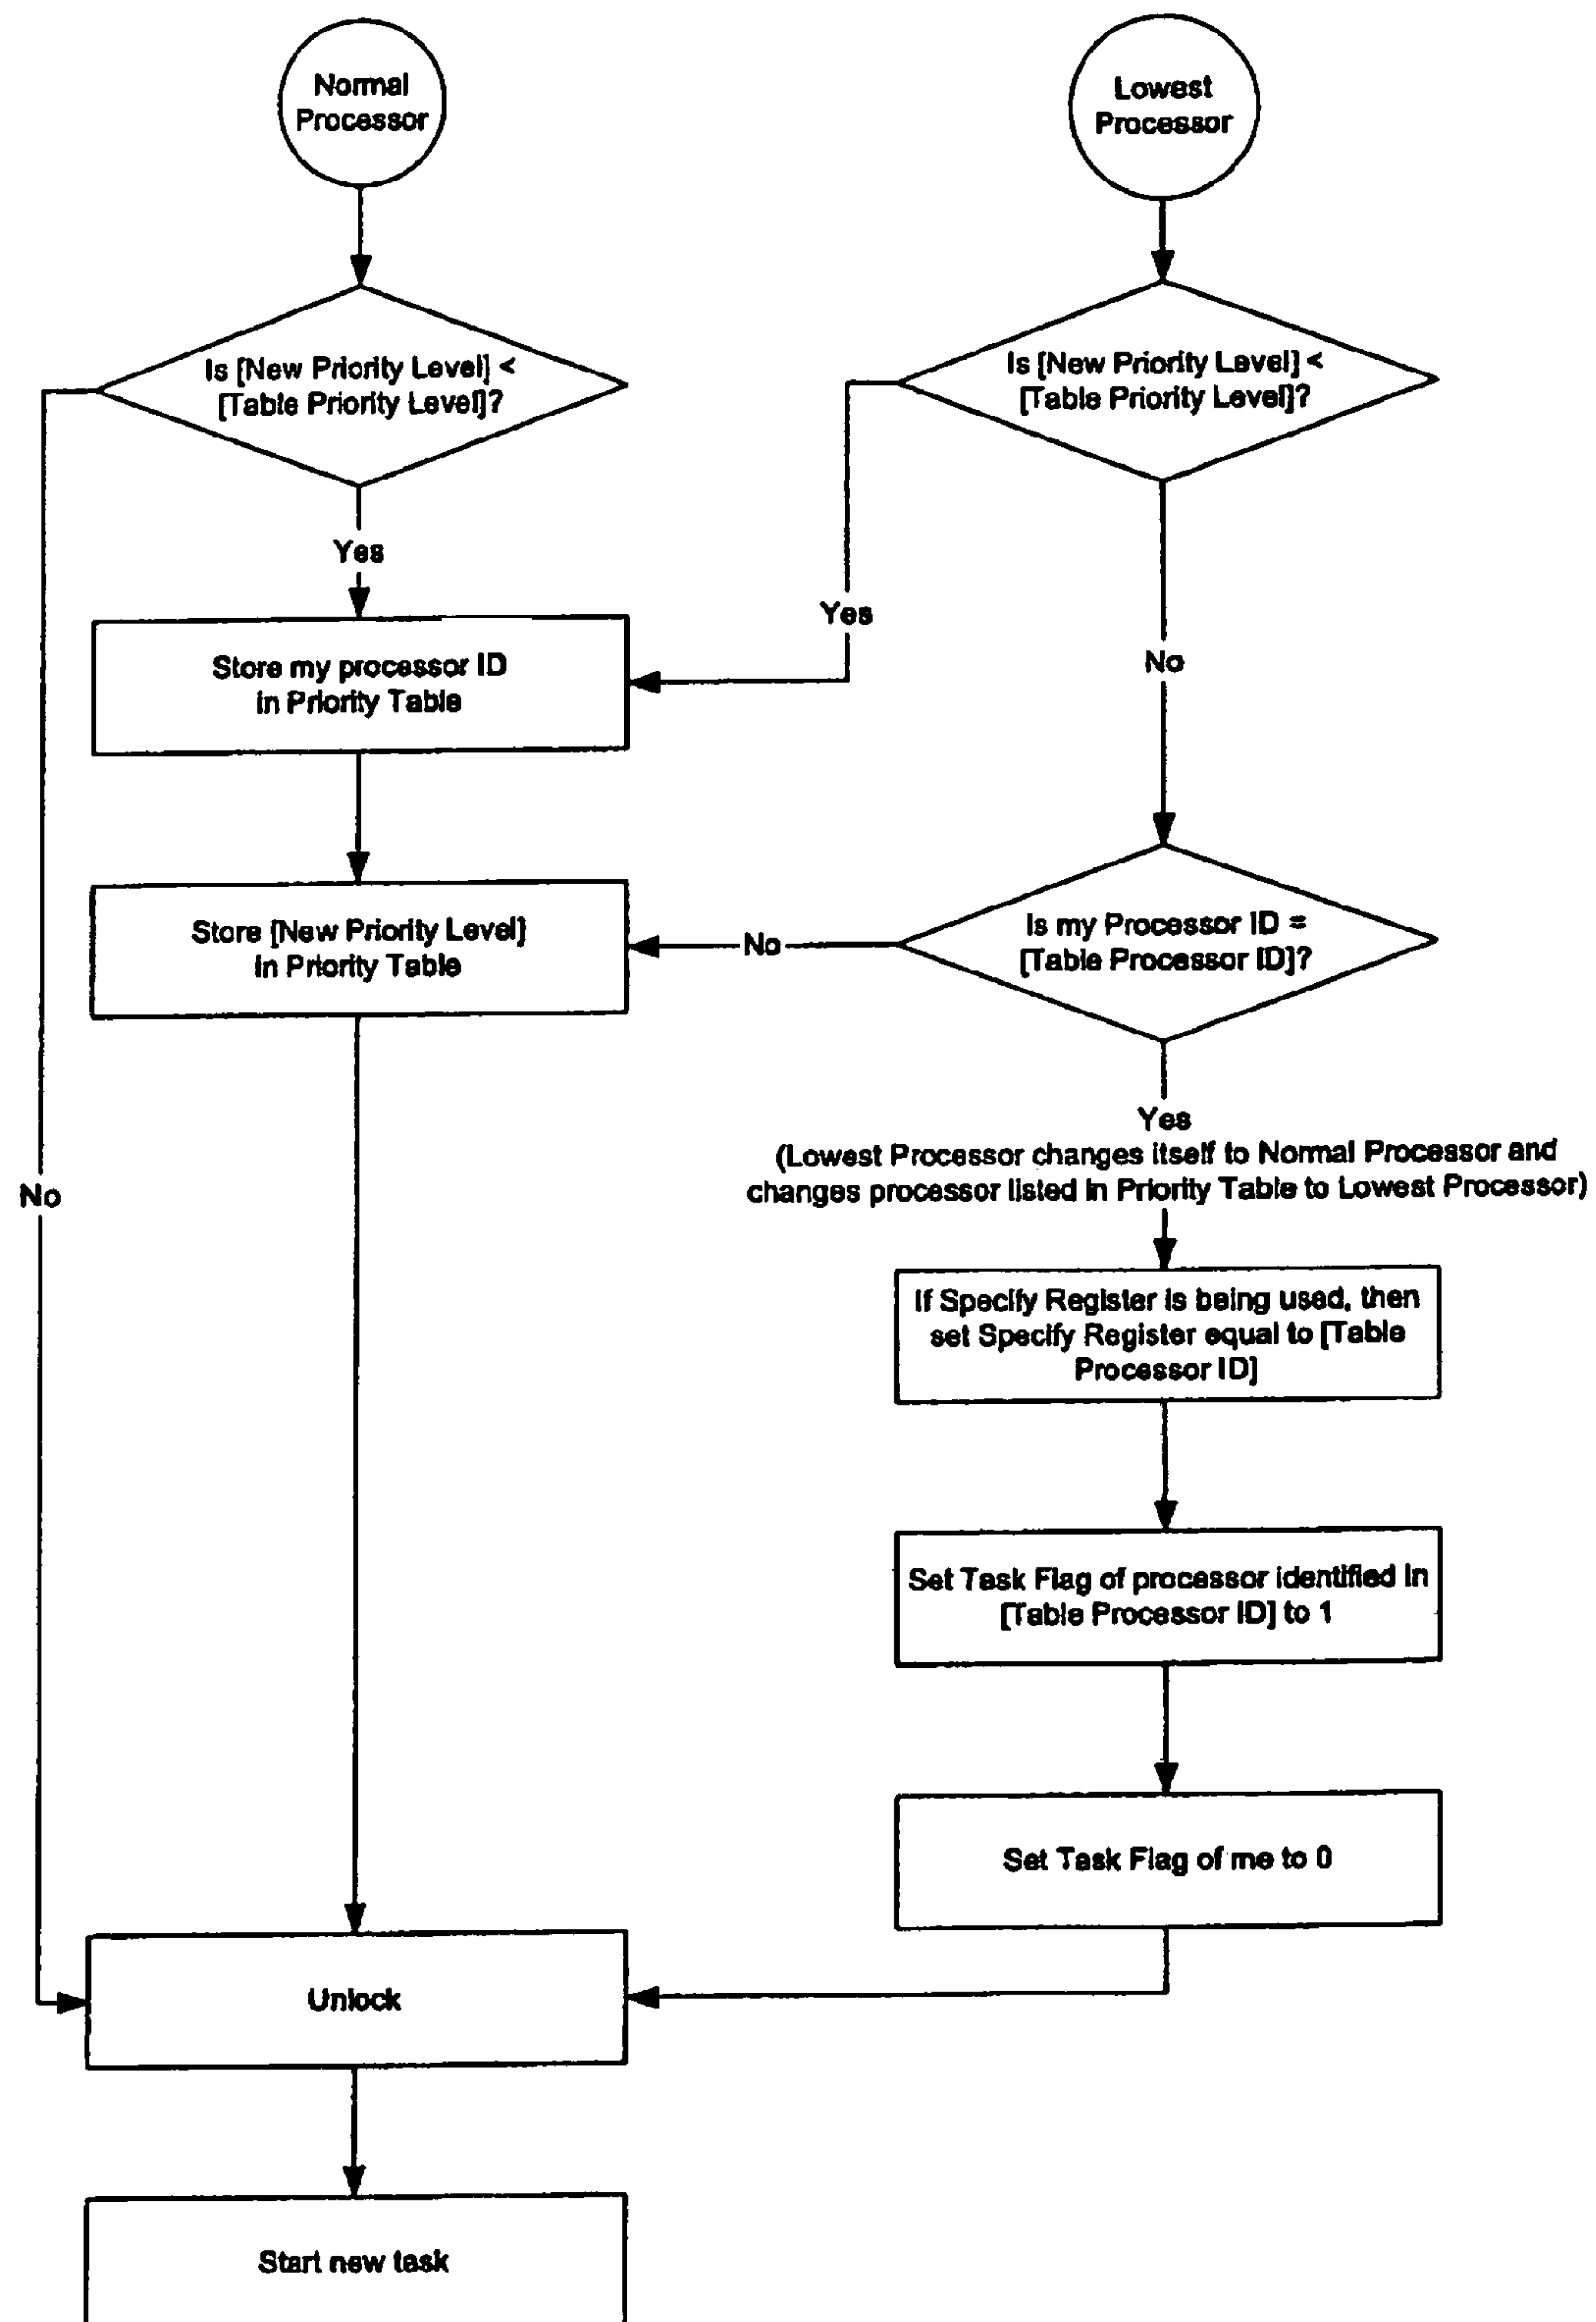 Normal
Processor
Lowest
Processor
Is [New Priority Level] <
[Table Priority Level]?
Is [New Priority Level] <
[Table Priority Level]?
Yes
Yes
No
Store my processor ID
in Priority Table
Store [New Priority Level]
in Priority Table
No
Is my Processor ID =
[Table Processor ID]?
Yes
(Lowest Processor changes itself to Normal Processor and
changes processor listed in Priority Table to Lowest Processor)
No
If Specify Register is being used, then
set Specify Register equal to [Table
Processor ID]
Set Task Flag of processor identified in
[Table Processor ID] to 1
Set Task Flag of me to 0
Unlock
Start new task